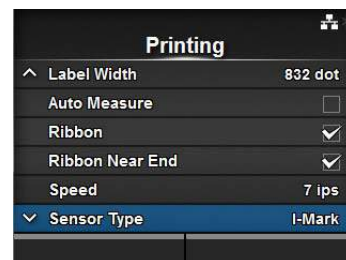 Printing
Label Width 832 dot
Auto Measure
Ribbon
Ribbon Near End
Speed 7 ips
Sensor Type I-Mark